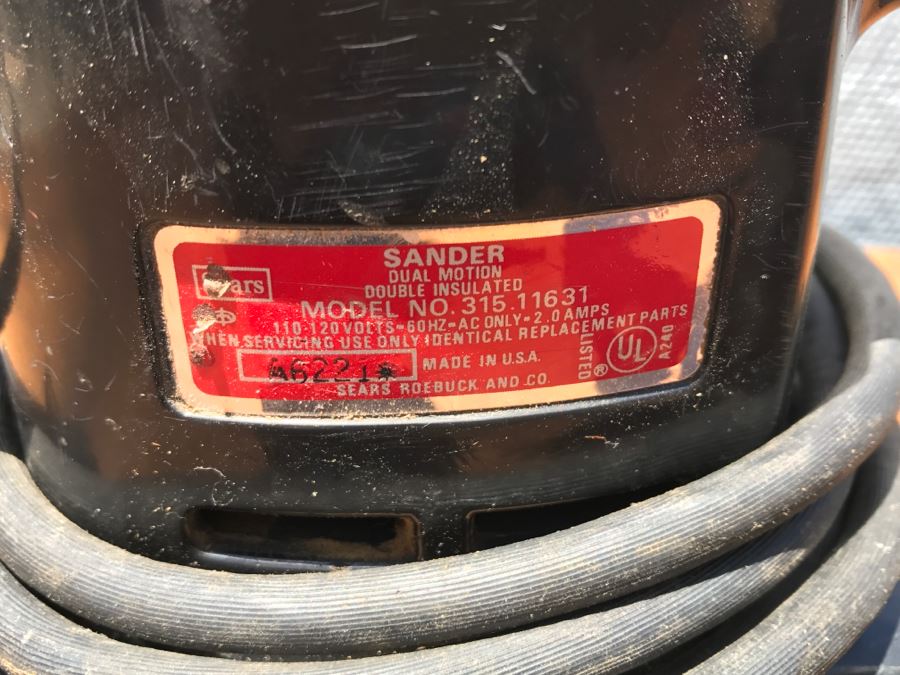 SANDER
DUAL MOTION
DOUBLE INSULATED
MODEL NO. 315.11631
110-120 VOLTS-60HZ-AC ONLY-2.0 AMPS
WHEN SERVICING USE ONLY IDENTICAL REPLACEMENT PARTS
MADE IN U.S.A.
SEARS ROEBUCK AND CO.
Sears
A6221*
LISTED
UL
®
A240